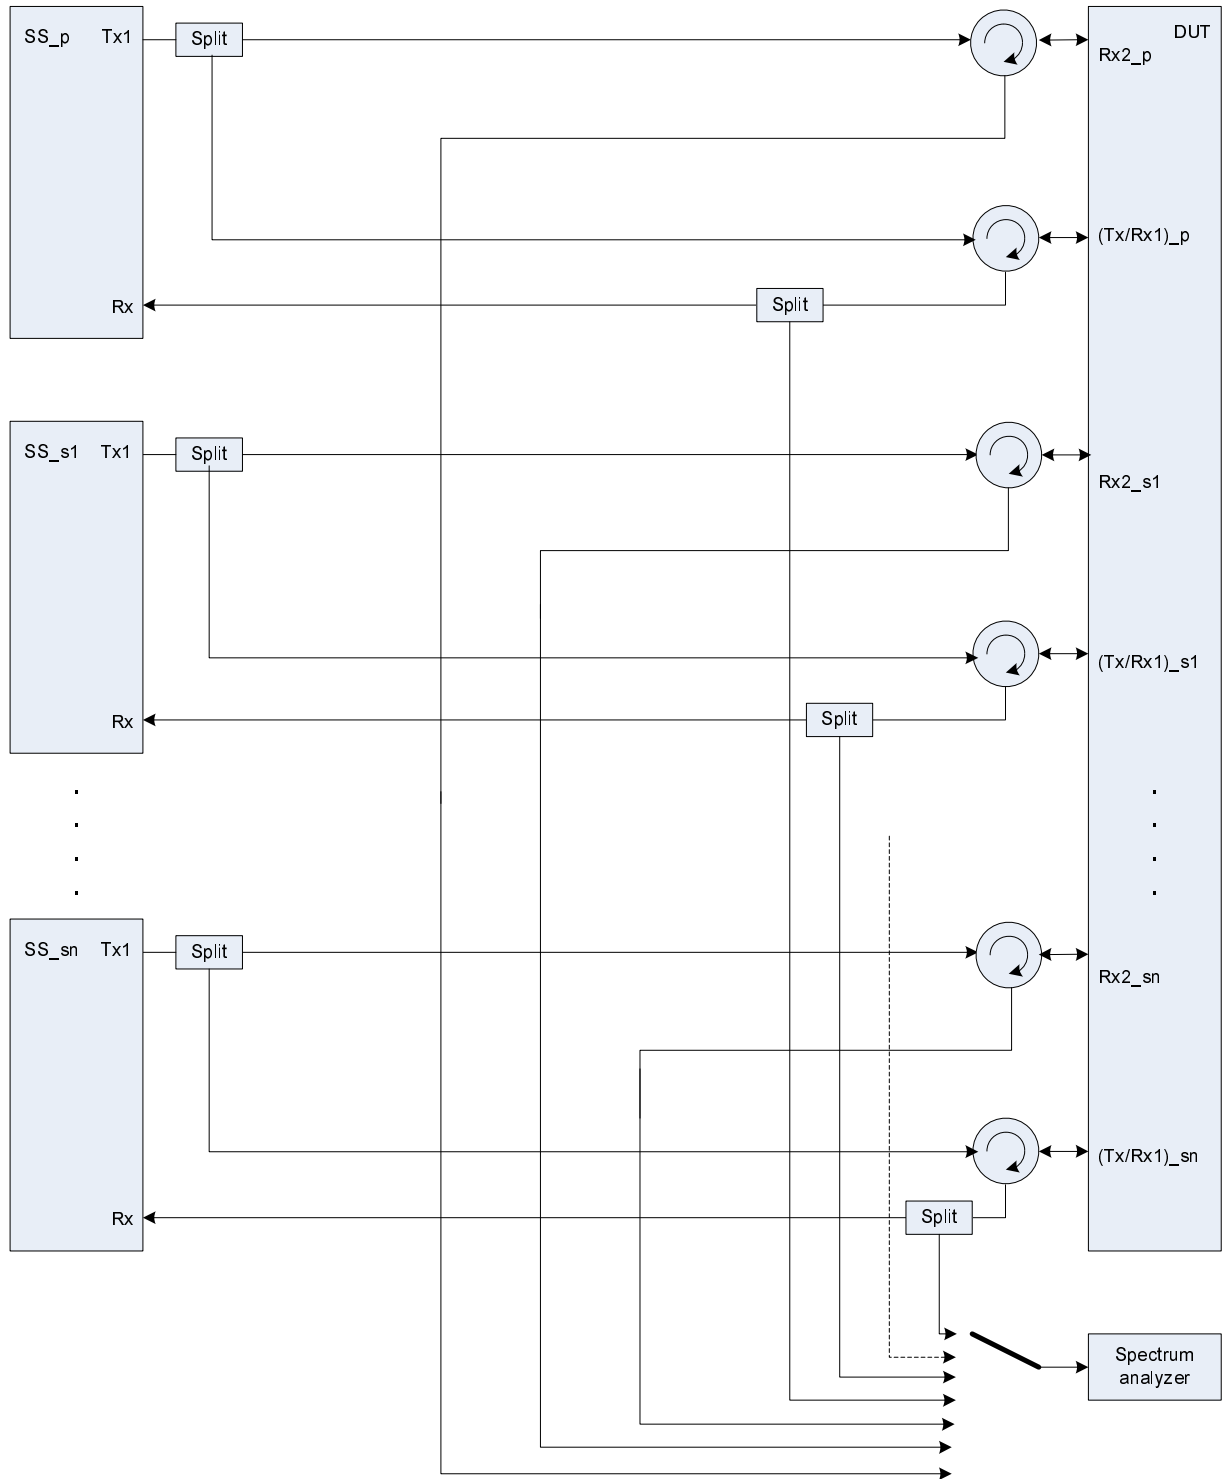 SS_p Tx1
Split
DUT
Rx2_p
(Tx/Rx1)_p
Rx
Split
SS_s1 Tx1
Split
Rx2_s1
(Tx/Rx1)_s1
Rx
Split
.
.
.
.
.
.
.
.
SS_sn Tx1
Split
Rx2_sn
(Tx/Rx1)_sn
Rx
Split
Spectrum
analyzer